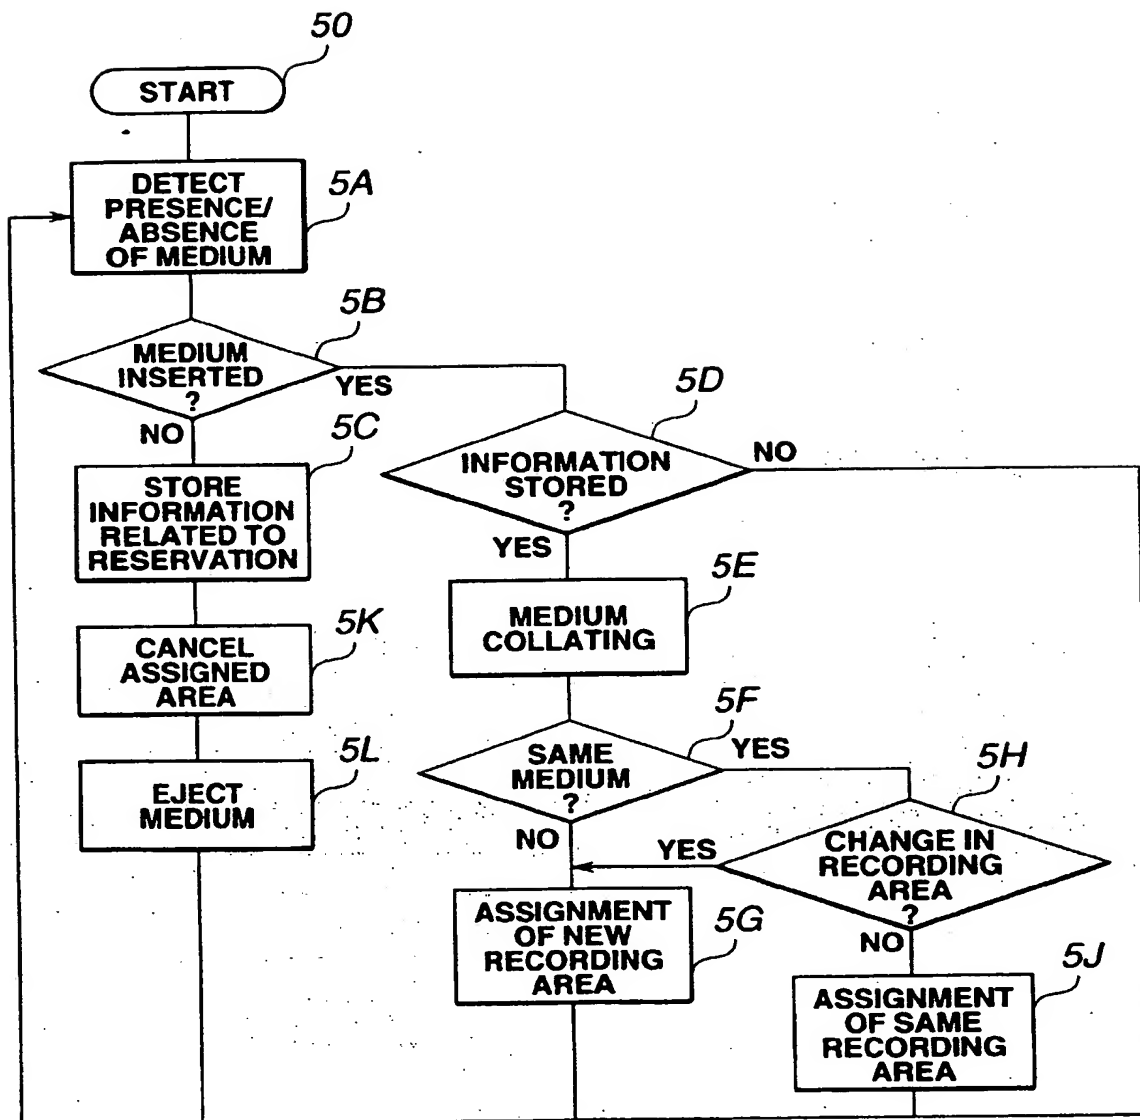 50
START
DETECT
PRESENCE/
ABSENCE
OF MEDIUM
5A
MEDIUM
INSERTED
?
5B
YES
NO
5C
STORE
INFORMATION
RELATED TO
RESERVATION
5D
INFORMATION
STORED
?
NO
YES
5E
MEDIUM
COLLATING
5K
CANCEL
ASSIGNED
AREA
5F
SAME
MEDIUM
?
YES
NO
5L
EJECT
MEDIUM
5H
CHANGE IN
RECORDING
AREA
?
YES
NO
ASSIGNMENT
OF NEW
RECORDING
AREA
5G
5J
ASSIGNMENT
OF SAME
RECORDING
AREA